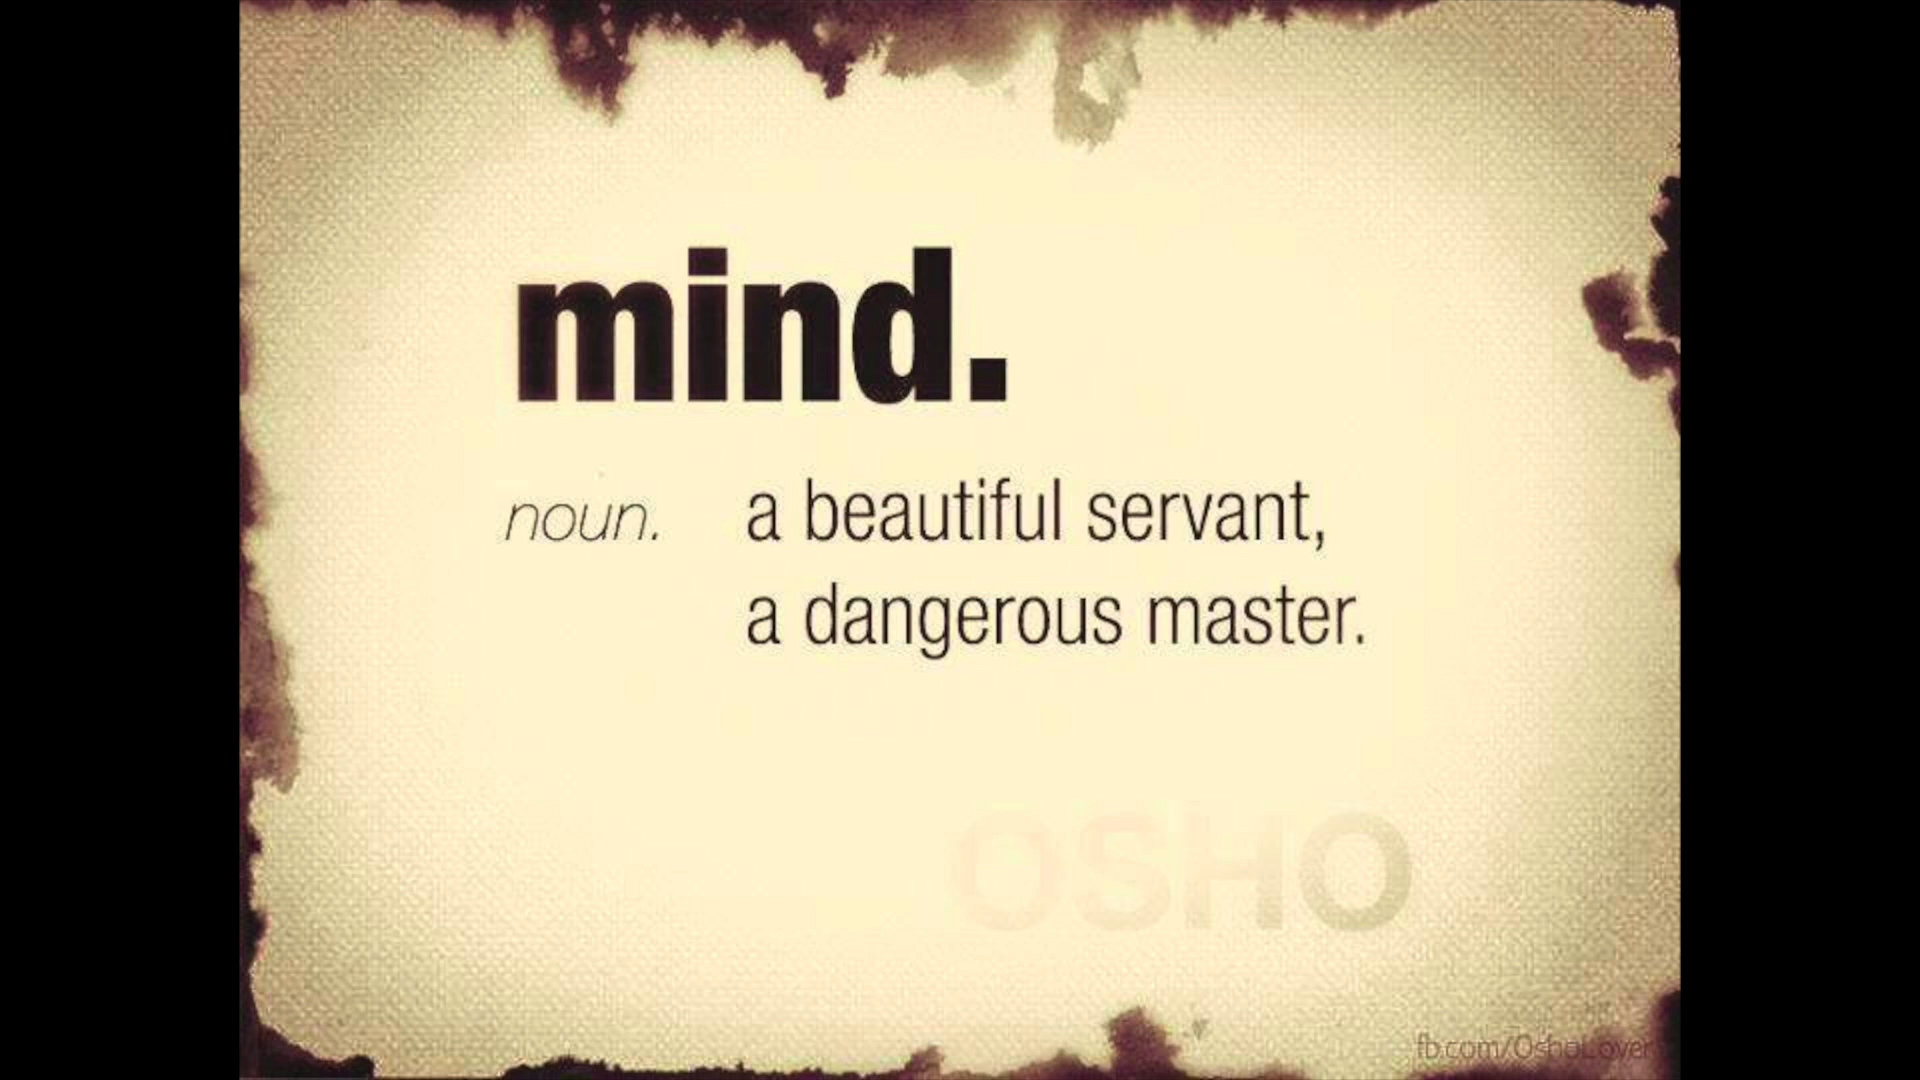 mind.
noun. a beautiful servant,
a dangerous master.
OSHO
fb.com/OshoLover